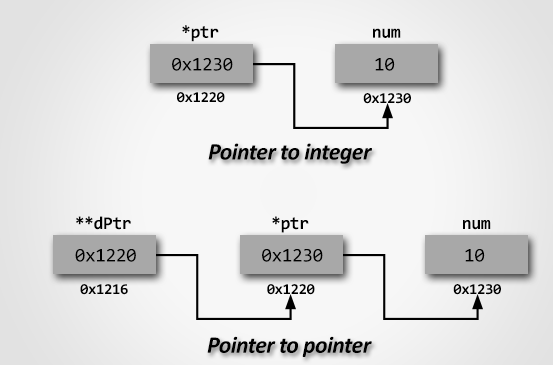 *ptr num
0x1230 10
0x1220 0x1230
Pointer to integer
**dPtr *ptr num
0x1220 0x1230 10
0x1216 0x1220 0x1230
Pointer to pointer